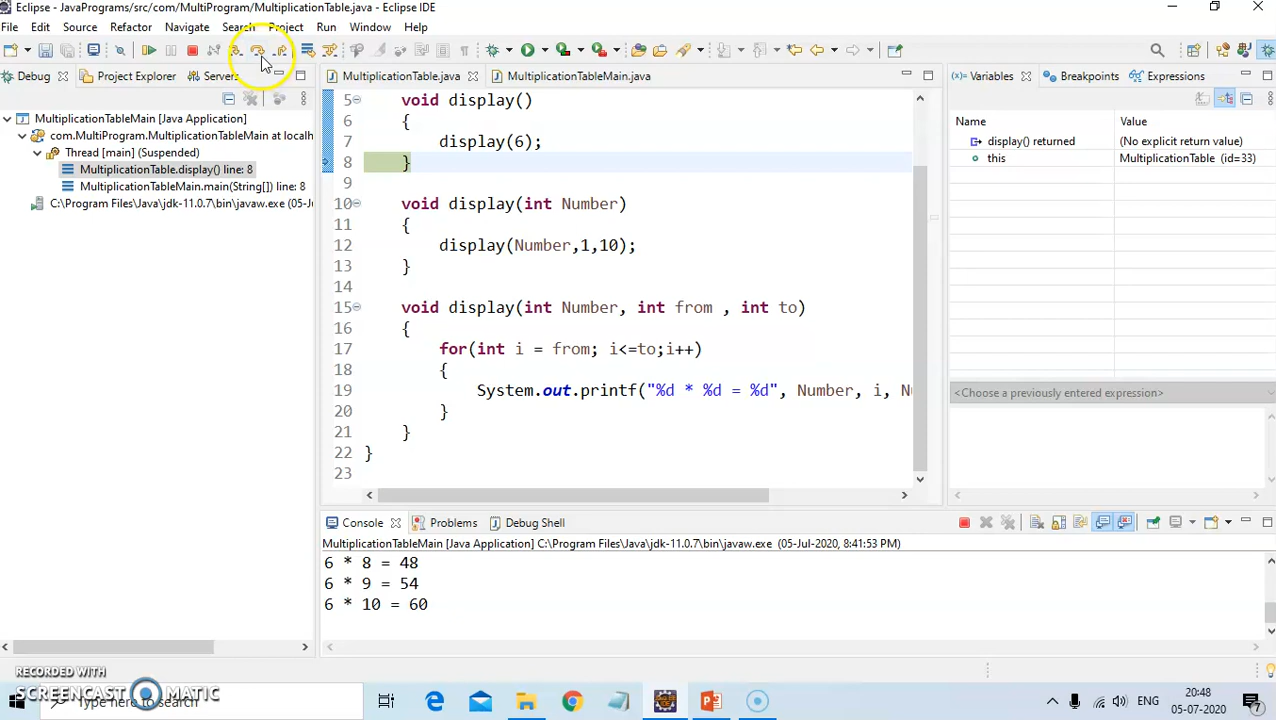 Eclipse - JavaPrograms/src/com/MultiProgram/MultiplicationTable.java - Eclipse IDE
File Edit Source Refactor Navigate Search Project Run Window Help
Debug Project Explorer Servers
MultiplicationTable.java MultiplicationTableMain.java
Variables Breakpoints Expressions
MultiplicationTableMain [Java Application]
com.MultiProgram.MultiplicationTableMain at localh
Thread [main] (Suspended)
MultiplicationTable.display() line: 8
MultiplicationTableMain.main(String[]) line: 8
C:\Program Files\Java\jdk-11.0.7\bin\javaw.exe (05-Ju
5 void display()
6 {
7 display(6);
8 }
9
10 void display(int Number)
11 {
12 display(Number,1,10);
13 }
14
15 void display(int Number, int from , int to)
16 {
17 for(int i = from; i<=to;i++)
18 {
19 System.out.printf("%d * %d = %d", Number, i, Nu
20 }
21 }
22 }
23
Name Value
display() returned (No explicit return value)
this MultiplicationTable (id=33)
<Choose a previously entered expression>
Console Problems Debug Shell
MultiplicationTableMain [Java Application] C:\Program Files\Java\jdk-11.0.7\bin\javaw.exe (05-Jul-2020, 8:41:53 PM)
6 * 8 = 48
6 * 9 = 54
6 * 10 = 60
RECORDED WITH
SCREENCAST MATIC
Type here to search
ENG
20:48
05-07-2020
7